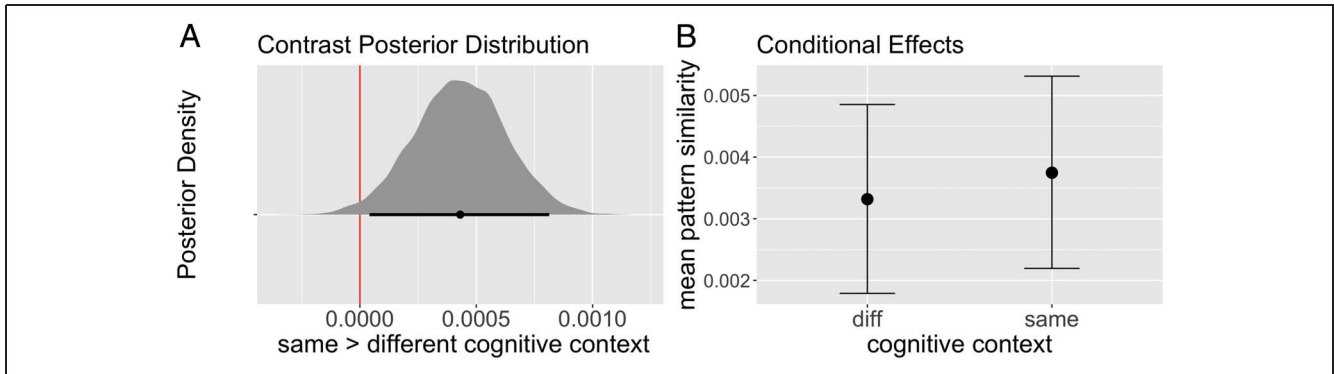 A
Contrast Posterior Distribution
Posterior Density
0.0000 0.0005 0.0010
same > different cognitive context
B
Conditional Effects
mean pattern similarity
0.005
0.004
0.003
0.002
diff same
cognitive context